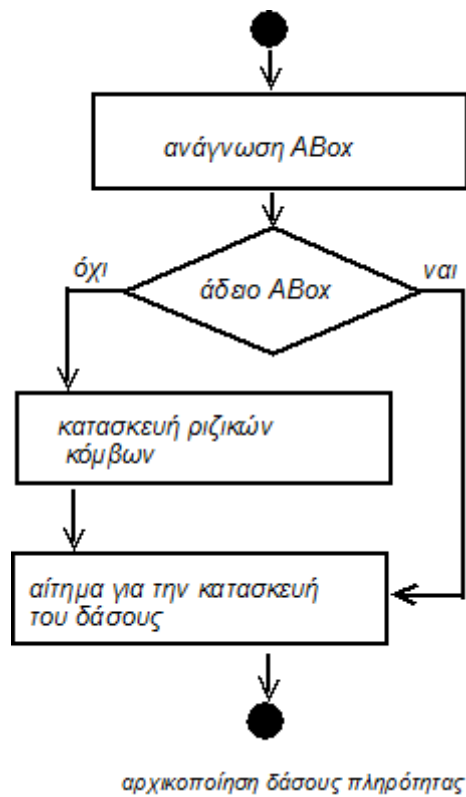 ανάγνωση ABox
όχι
ναι
άδειο ABox
κατασκευή ριζικών
κόμβων
αίτημα για την κατασκευή
του δάσους
αρχικοποίηση δάσους πληρότητας